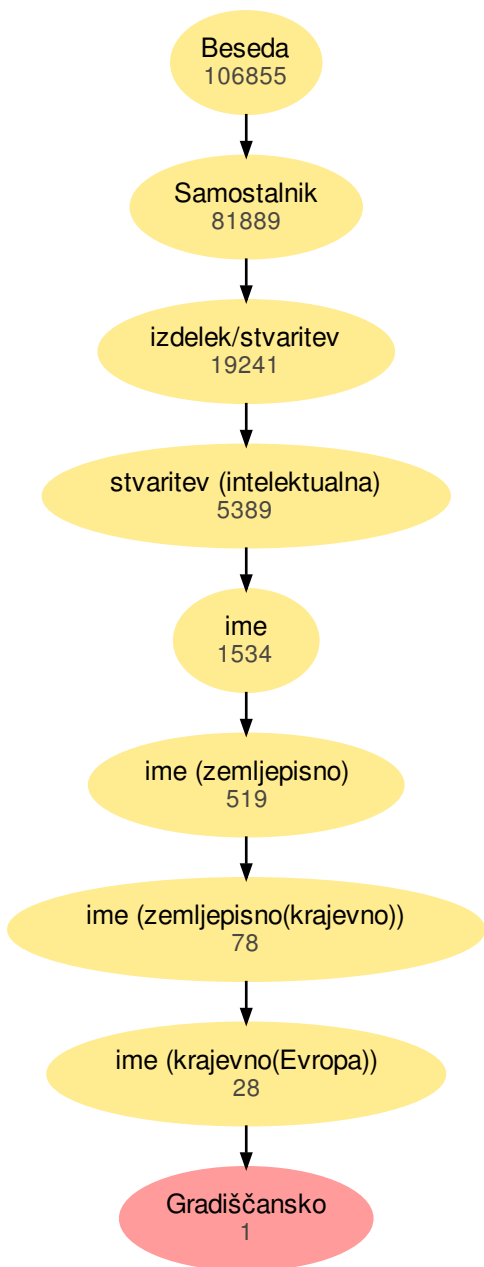 Beseda
106855
Samostalnik
81889
izdelek/stvaritev
19241
stvaritev (intelektualna)
5389
ime
1534
ime (zemljepisno)
519
ime (zemljepisno(krajevno))
78
ime (krajevno(Evropa))
28
Gradiščansko
1